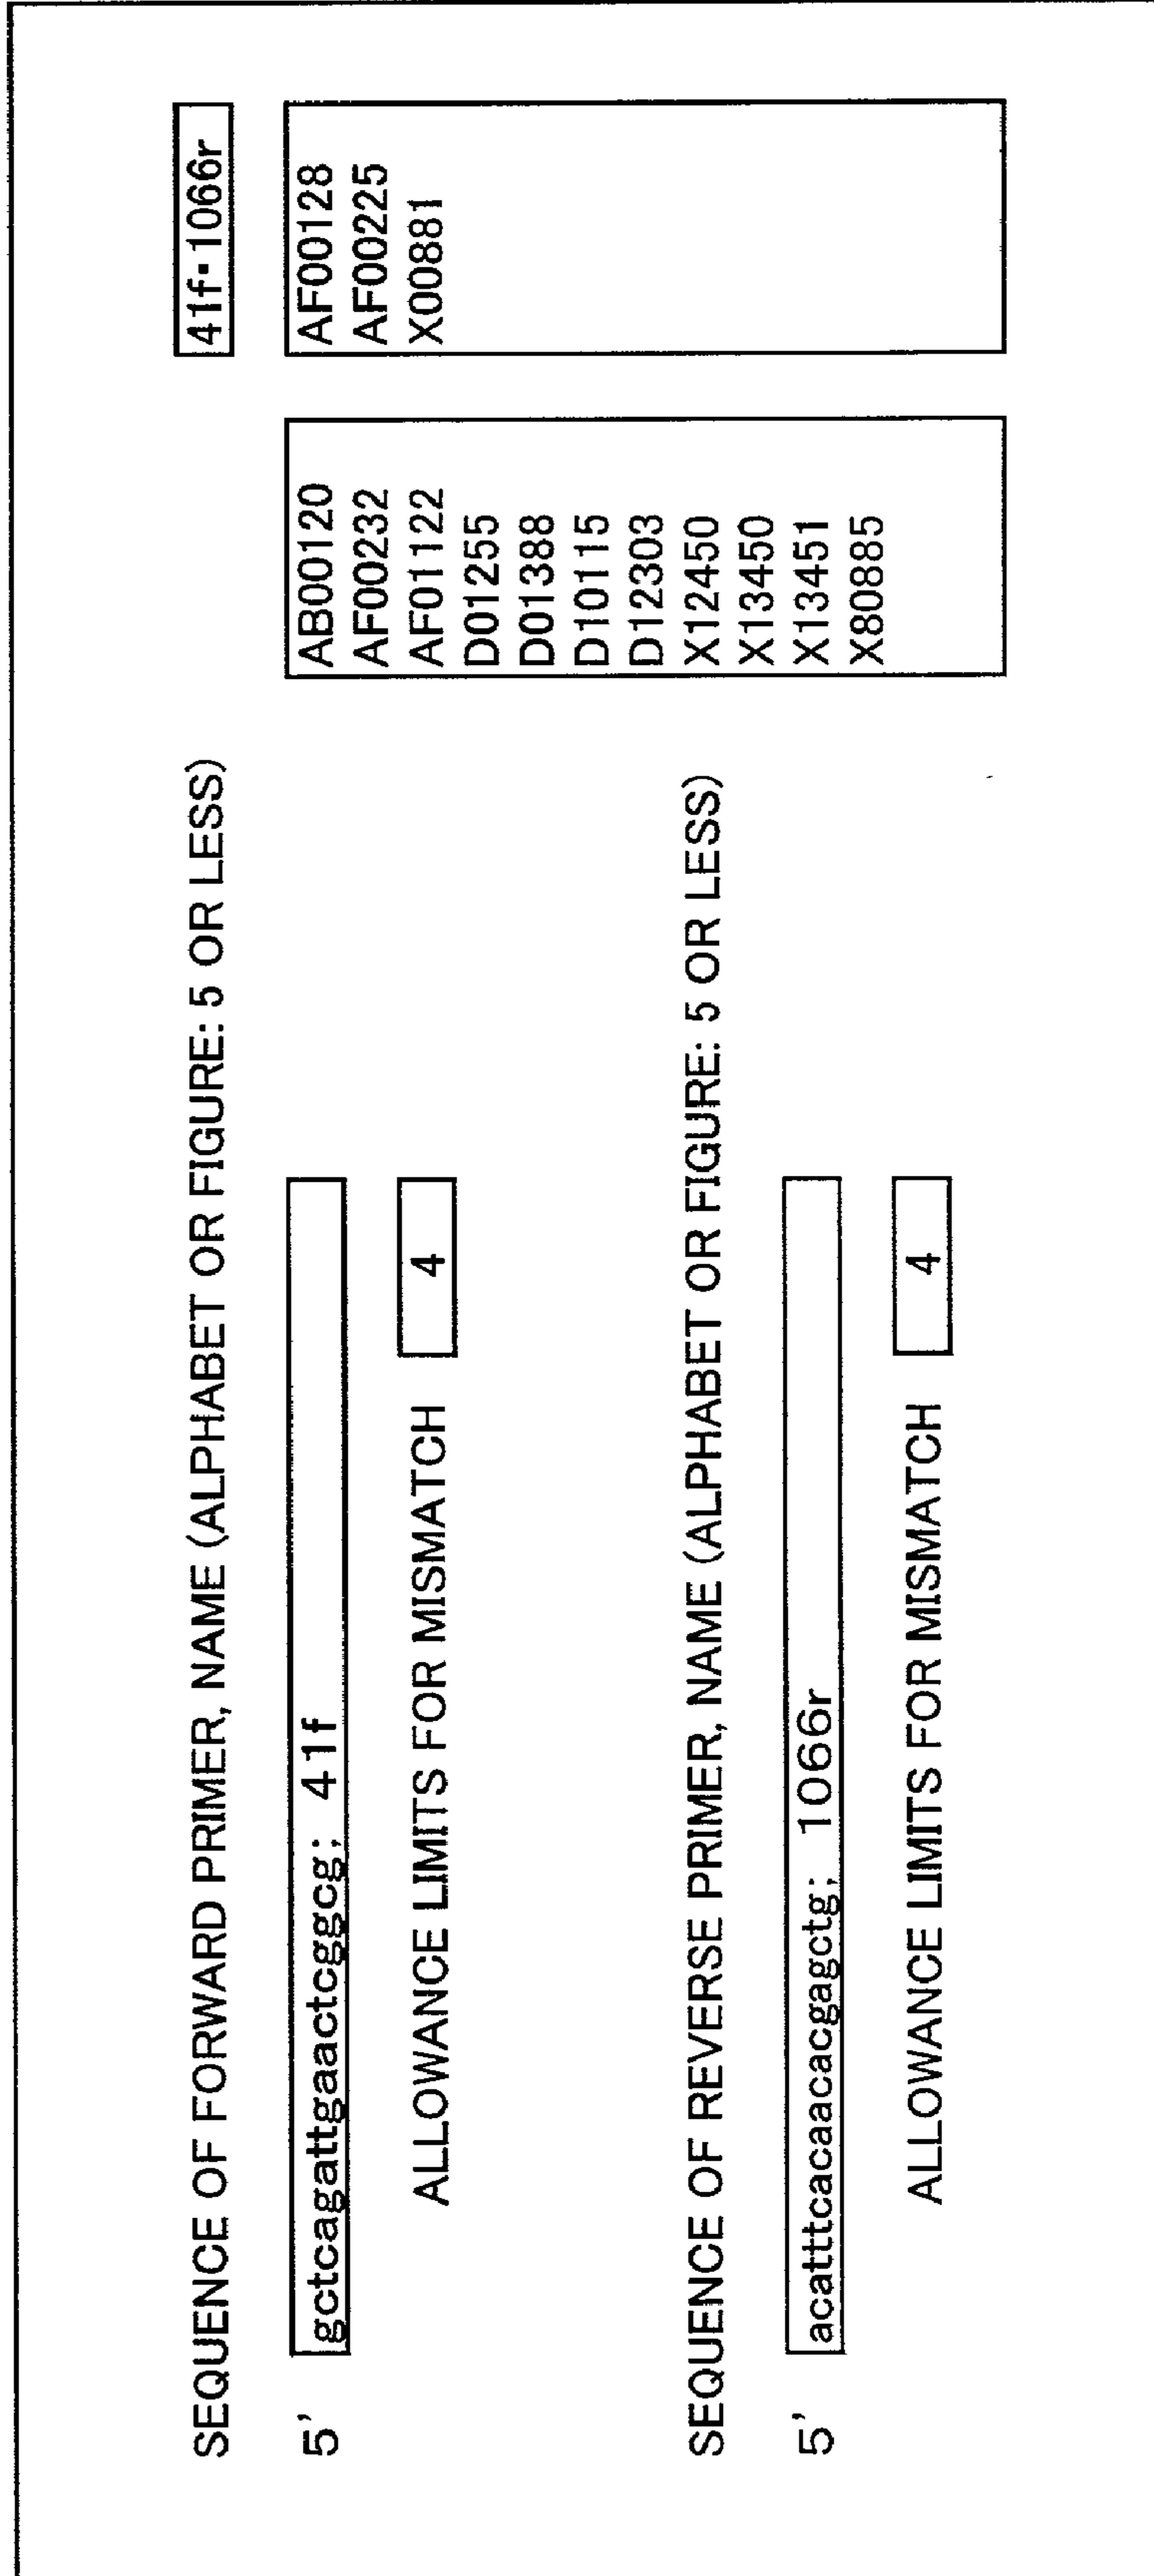 SEQUENCE OF FORWARD PRIMER, NAME (ALPHABET OR FIGURE: 5 OR LESS)
5' gctcagattgaactcggcg; 41f
ALLOWANCE LIMITS FOR MISMATCH 4
SEQUENCE OF REVERSE PRIMER, NAME (ALPHABET OR FIGURE: 5 OR LESS)
5' acatttcacaacacgagctg; 1066r
ALLOWANCE LIMITS FOR MISMATCH 4
AB00120
AF00232
AF01122
D01255
D01388
D10115
D12303
X12450
X13450
X13451
X80885
41f·1066r
AF00128
AF00225
X00881